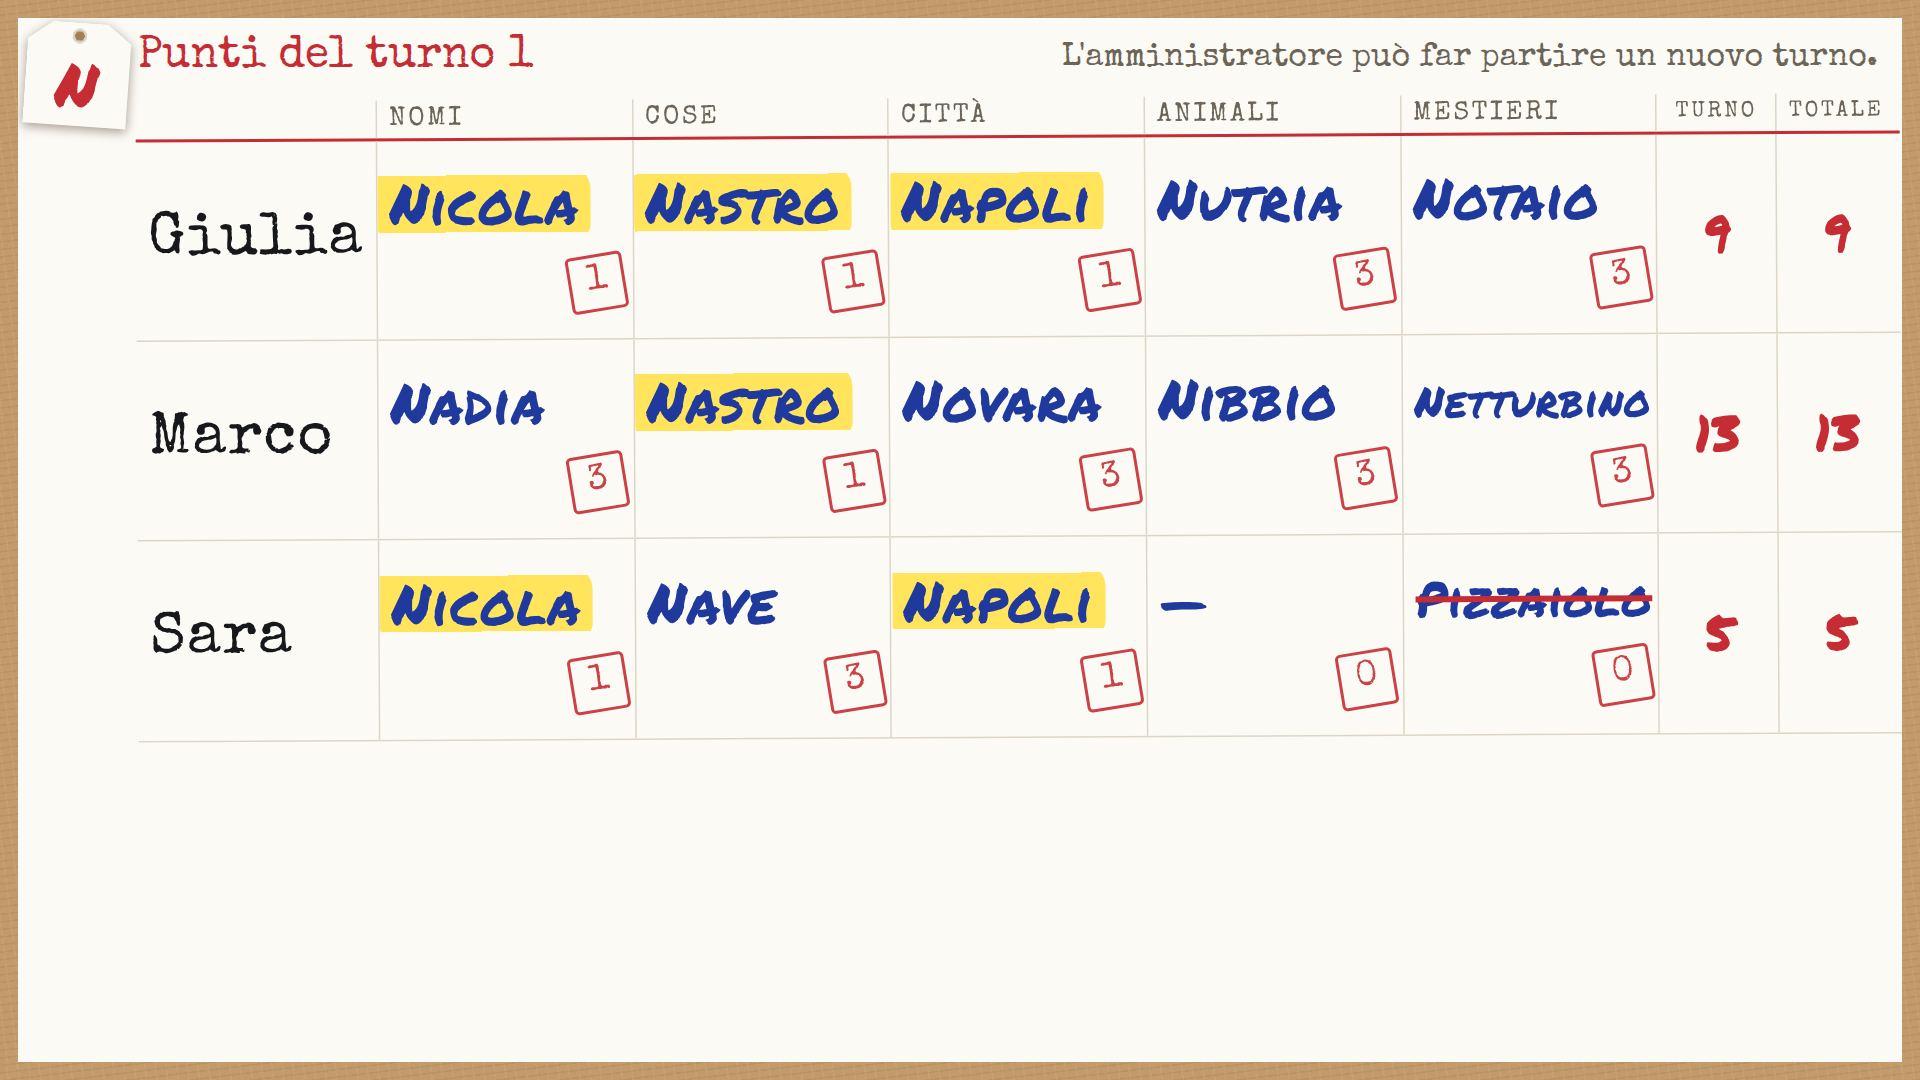 N
Punti del turno 1
L'amministratore può far partire un nuovo turno.
NOMI COSE CITTÀ ANIMALI MESTIERI TURNO TOTALE
Giulia NICOLA NASTRO NAPOLI NUTRIA NOTAIO 9 9
1 1 1 3 3
Marco NADIA NASTRO NOVARA NIBBIO NETTURBINO 13 13
3 1 3 3 3
Sara NICOLA NAVE NAPOLI — PIZZAIOLO 5 5
1 3 1 0 0